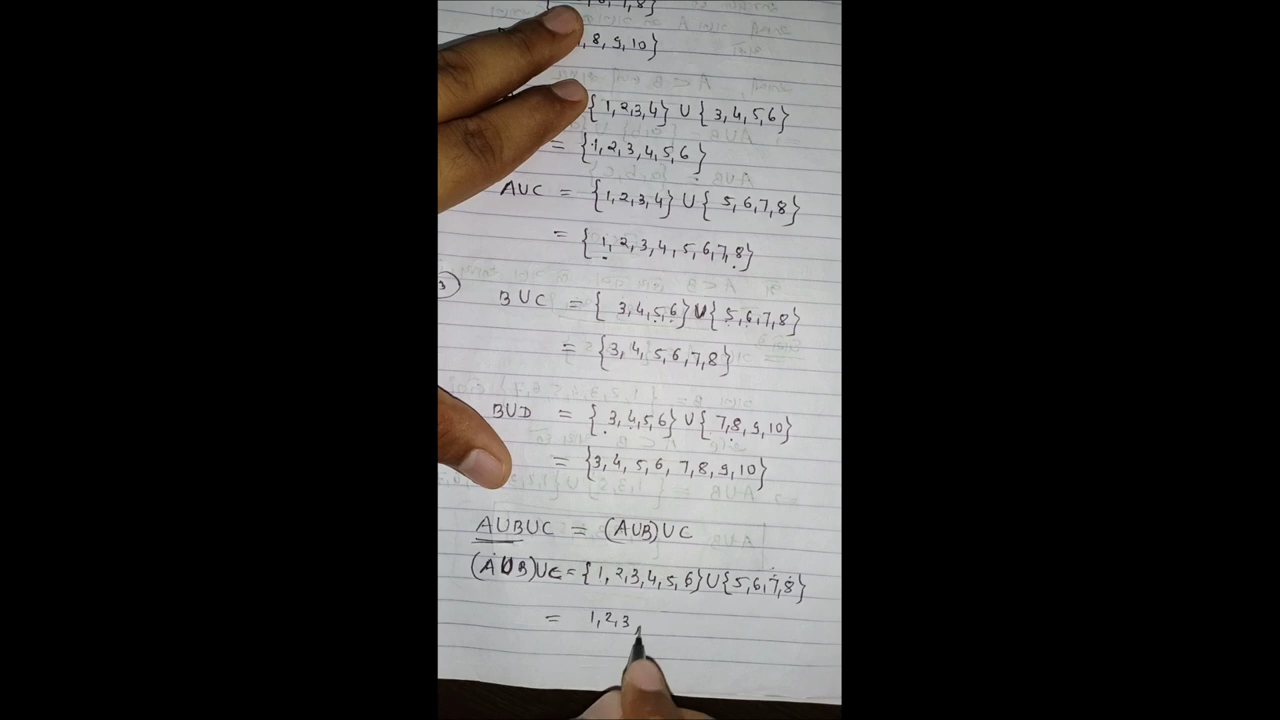 7,8}
8, 9, 10}
{1,2,3,4} ∪ {3,4,5,6}
= {1,2,3,4,5,6}
A∪C = {1,2,3,4} ∪ {5,6,7,8}
= {1,2,3,4,5,6,7,8}
B∪C = {3,4,5,6} ∪ {5,6,7,8}
= {3,4,5,6,7,8}
B∪D = {3,4,5,6} ∪ {7,8,9,10}
= {3,4,5,6,7,8,9,10}
A∪B∪C = (A∪B)∪C
(A∪B)∪C = {1,2,3,4,5,6} ∪ {5,6,7,8}
= 1,2,3,